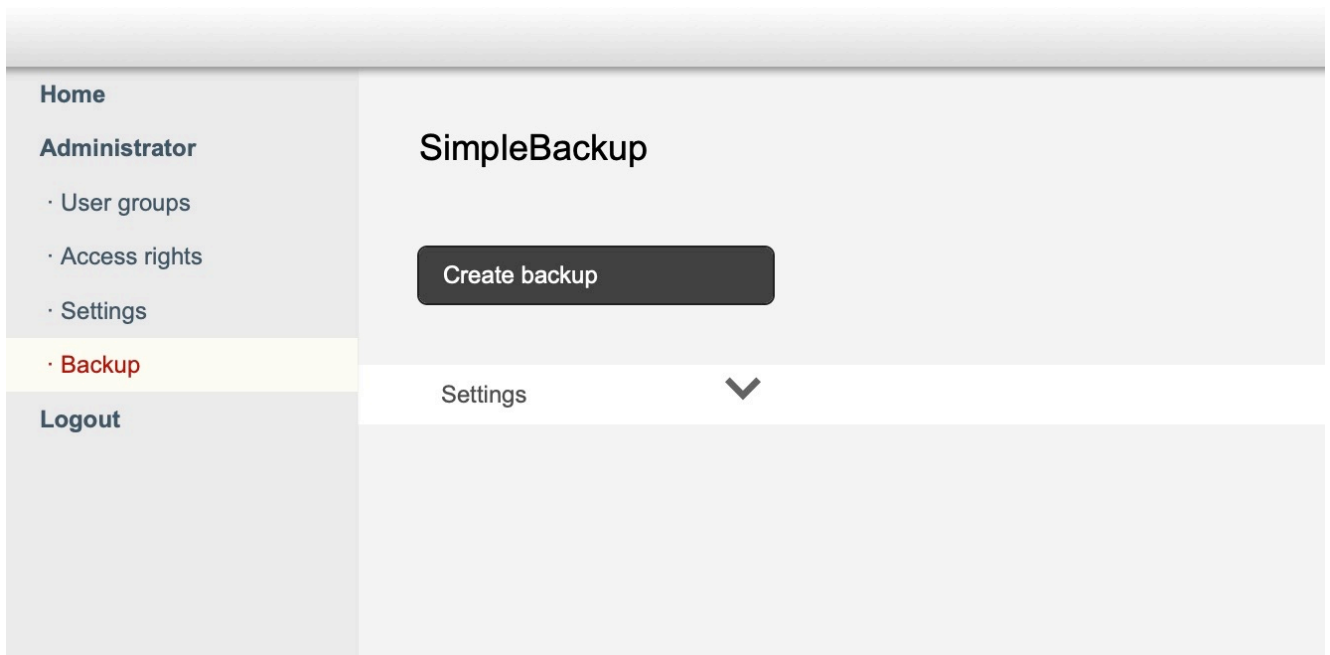 Home
Administrator
· User groups
· Access rights
· Settings
· Backup
Logout
SimpleBackup
Create backup
Settings